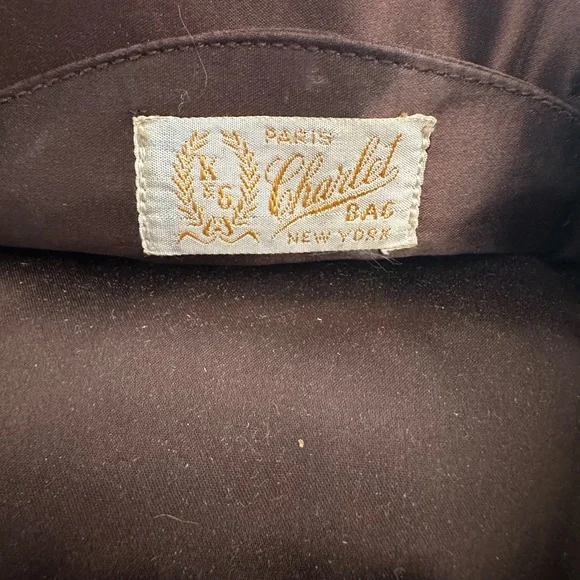 K
F G
PARIS
Charlet
BAG
NEW YORK